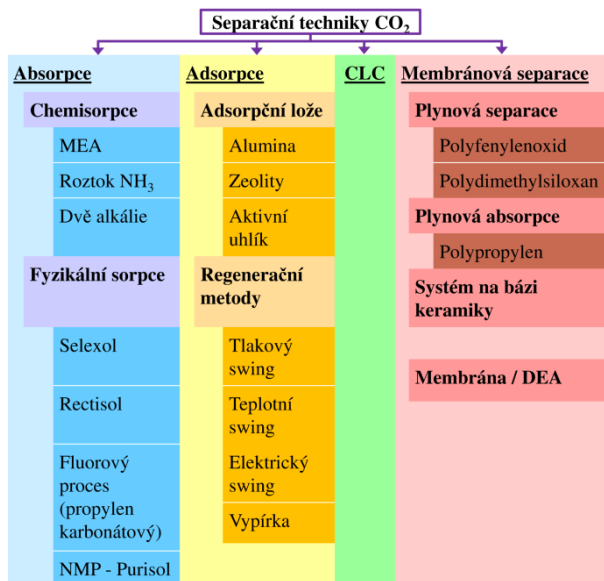 Separační techniky CO₂
Absorpce
Chemisorpce
MEA
Roztok NH₃
Dvě alkálie
Fyzikální sorpce
Selexol
Rectisol
Fluorový
proces
(propylen
karbonátový)
NMP - Purisol
Adsorpce
Adsorpční lože
Alumina
Zeolity
Aktivní
uhlík
Regenerační
metody
Tlakový
swing
Teplotní
swing
Elektrický
swing
Vypírka
CLC
Membránová separace
Plynová separace
Polyfenylenoxid
Polydimethylsiloxan
Plynová absorpce
Polypropylen
Systém na bázi
keramiky
Membrána / DEA